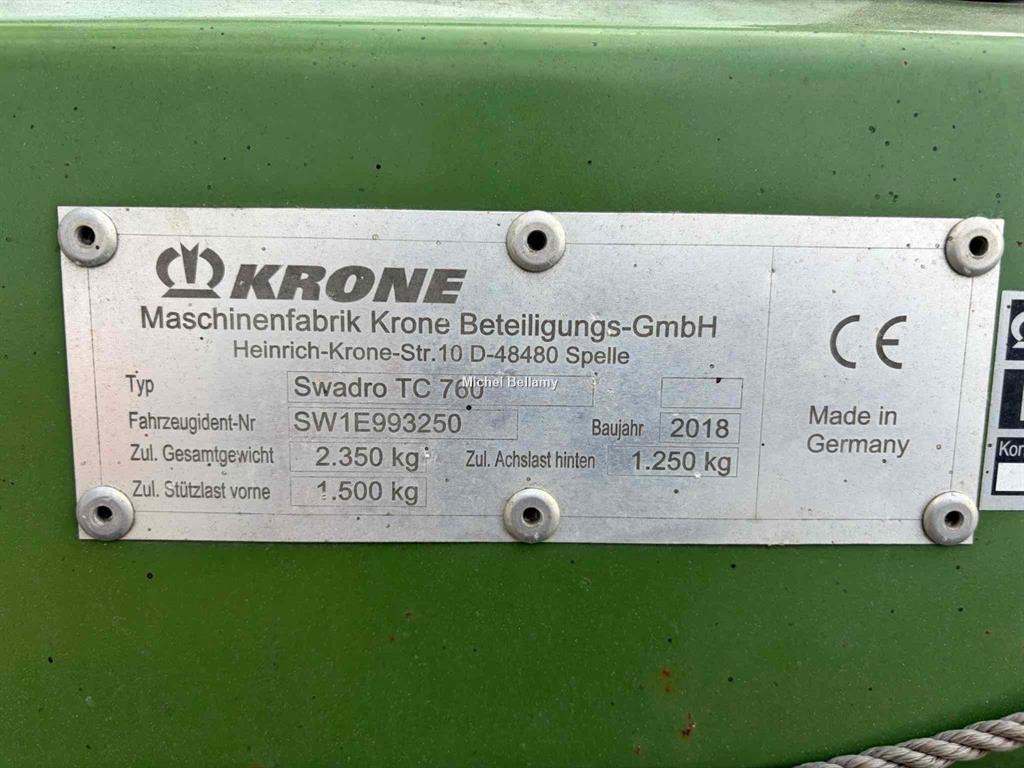 KRONE
Maschinenfabrik Krone Beteiligungs-GmbH
Heinrich-Krone-Str.10 D-48480 Spelle
Typ Swadro TC 760
Michel Bellamy
Fahrzeugident-Nr SW1E993250 Baujahr 2018
Zul. Gesamtgewicht 2.350 kg Zul. Achslast hinten 1.250 kg
Zul. Stützlast vorne 1.500 kg
CE
Made in
Germany